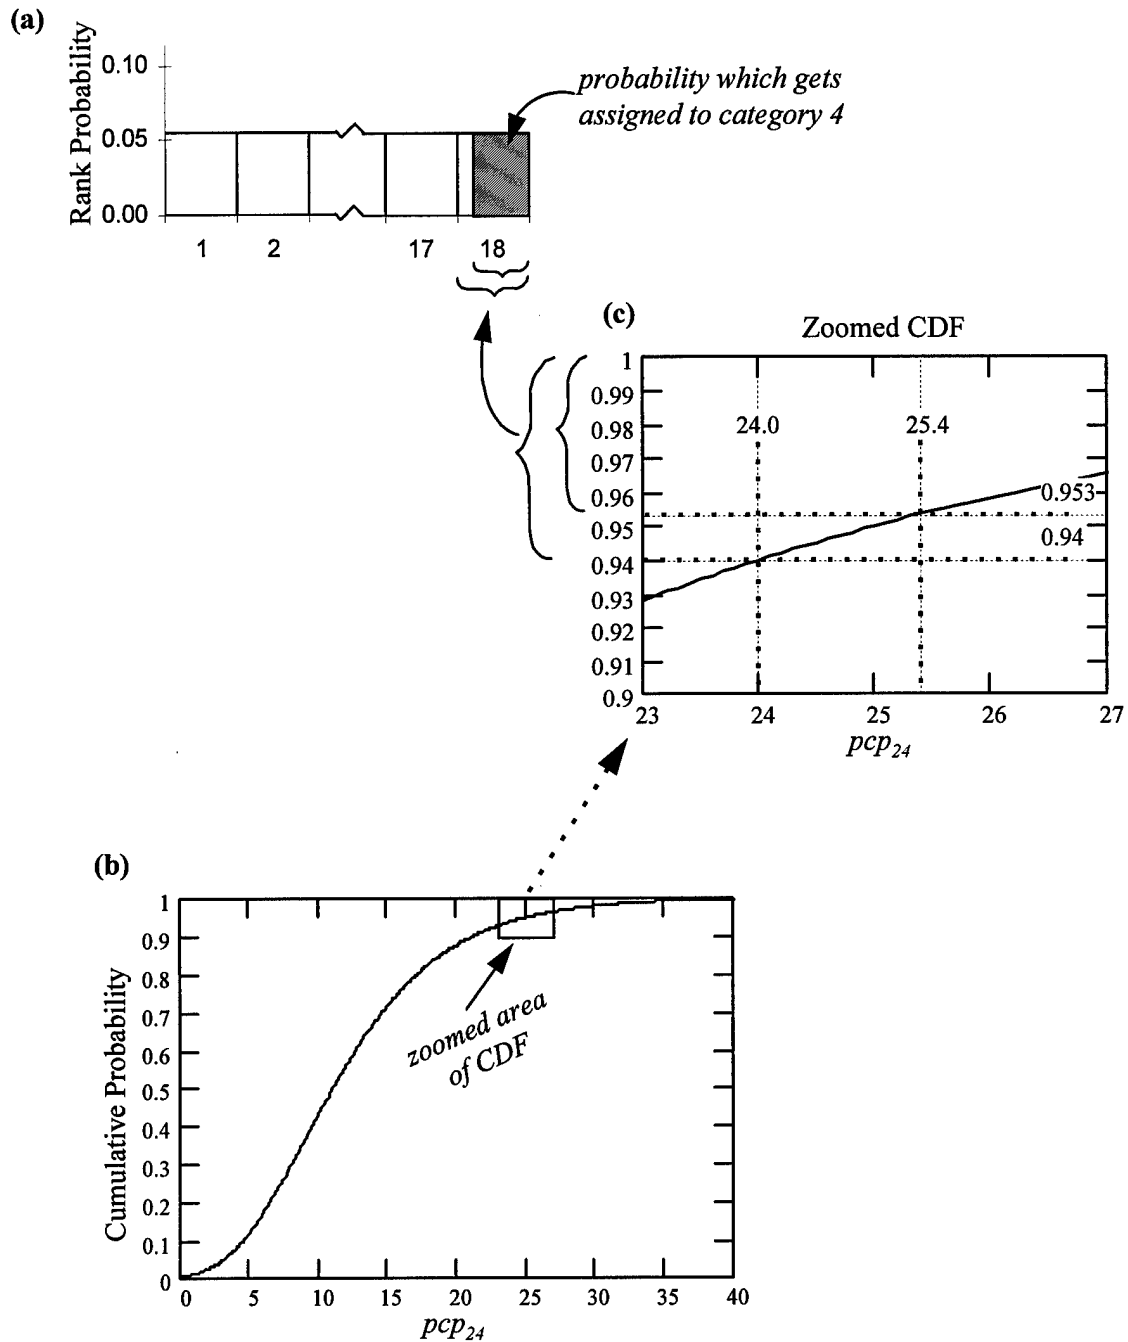 (a)
Rank Probability
0.10
0.05
0.00
probability which gets
assigned to category 4
1 2 17 18
(c)
Zoomed CDF
1
0.99
0.98
0.97
0.96
0.95
0.94
0.93
0.92
0.91
0.9
24.0 25.4
0.953
0.94
23 24 25 26 27
pcp24
(b)
Cumulative Probability
1
0.9
0.8
0.7
0.6
0.5
0.4
0.3
0.2
0.1
0
zoomed area
of CDF
0 5 10 15 20 25 30 35 40
pcp24